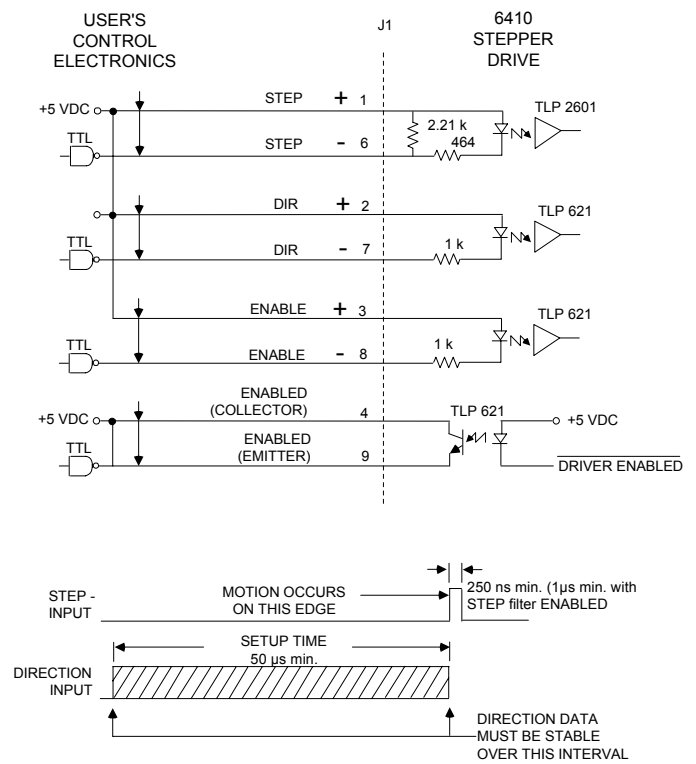 USER'S
CONTROL
ELECTRONICS
J1
6410
STEPPER
DRIVE
+5 VDC
STEP + 1
TLP 2601
2.21 k
TTL
STEP - 6
464
DIR + 2
TLP 621
TTL
DIR - 7
1 k
ENABLE + 3
TLP 621
TTL
ENABLE - 8
1 k
ENABLED
(COLLECTOR) 4
+5 VDC
TLP 621
+5 VDC
TTL
ENABLED
(EMITTER) 9
DRIVER ENABLED
STEP -
INPUT
MOTION OCCURS
ON THIS EDGE
250 ns min. (1µs min. with
STEP filter ENABLED
SETUP TIME
50 µs min.
DIRECTION
INPUT
DIRECTION DATA
MUST BE STABLE
OVER THIS INTERVAL